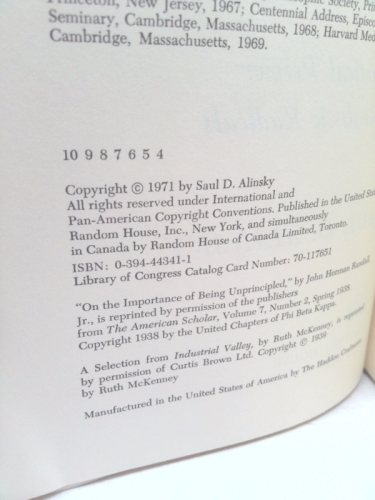 Princeton, New Jersey, 1967; Centennial Address, Episco
Seminary, Cambridge, Massachusetts, 1968; Harvard Med
Cambridge, Massachusetts, 1969.
10 9 8 7 6 5 4
Copyright © 1971 by Saul D. Alinsky
All rights reserved under International and
Pan-American Copyright Conventions. Published in the United States
Random House, Inc., New York, and simultaneously
in Canada by Random House of Canada Limited, Toronto.
ISBN: 0-394-44341-1
Library of Congress Catalog Card Number: 70-117651
"On the Importance of Being Unprincipled," by John Herman Randall
Jr., is reprinted by permission of the publishers
from The American Scholar, Volume 7, Number 2, Spring 1938.
Copyright 1938 by the United Chapters of Phi Beta Kappa.
A Selection from Industrial Valley, by Ruth McKenney, is reprinted
by permission of Curtis Brown Ltd. Copyright © 1939
by Ruth McKenney
Manufactured in the United States of America by The Haddon Craftsmen